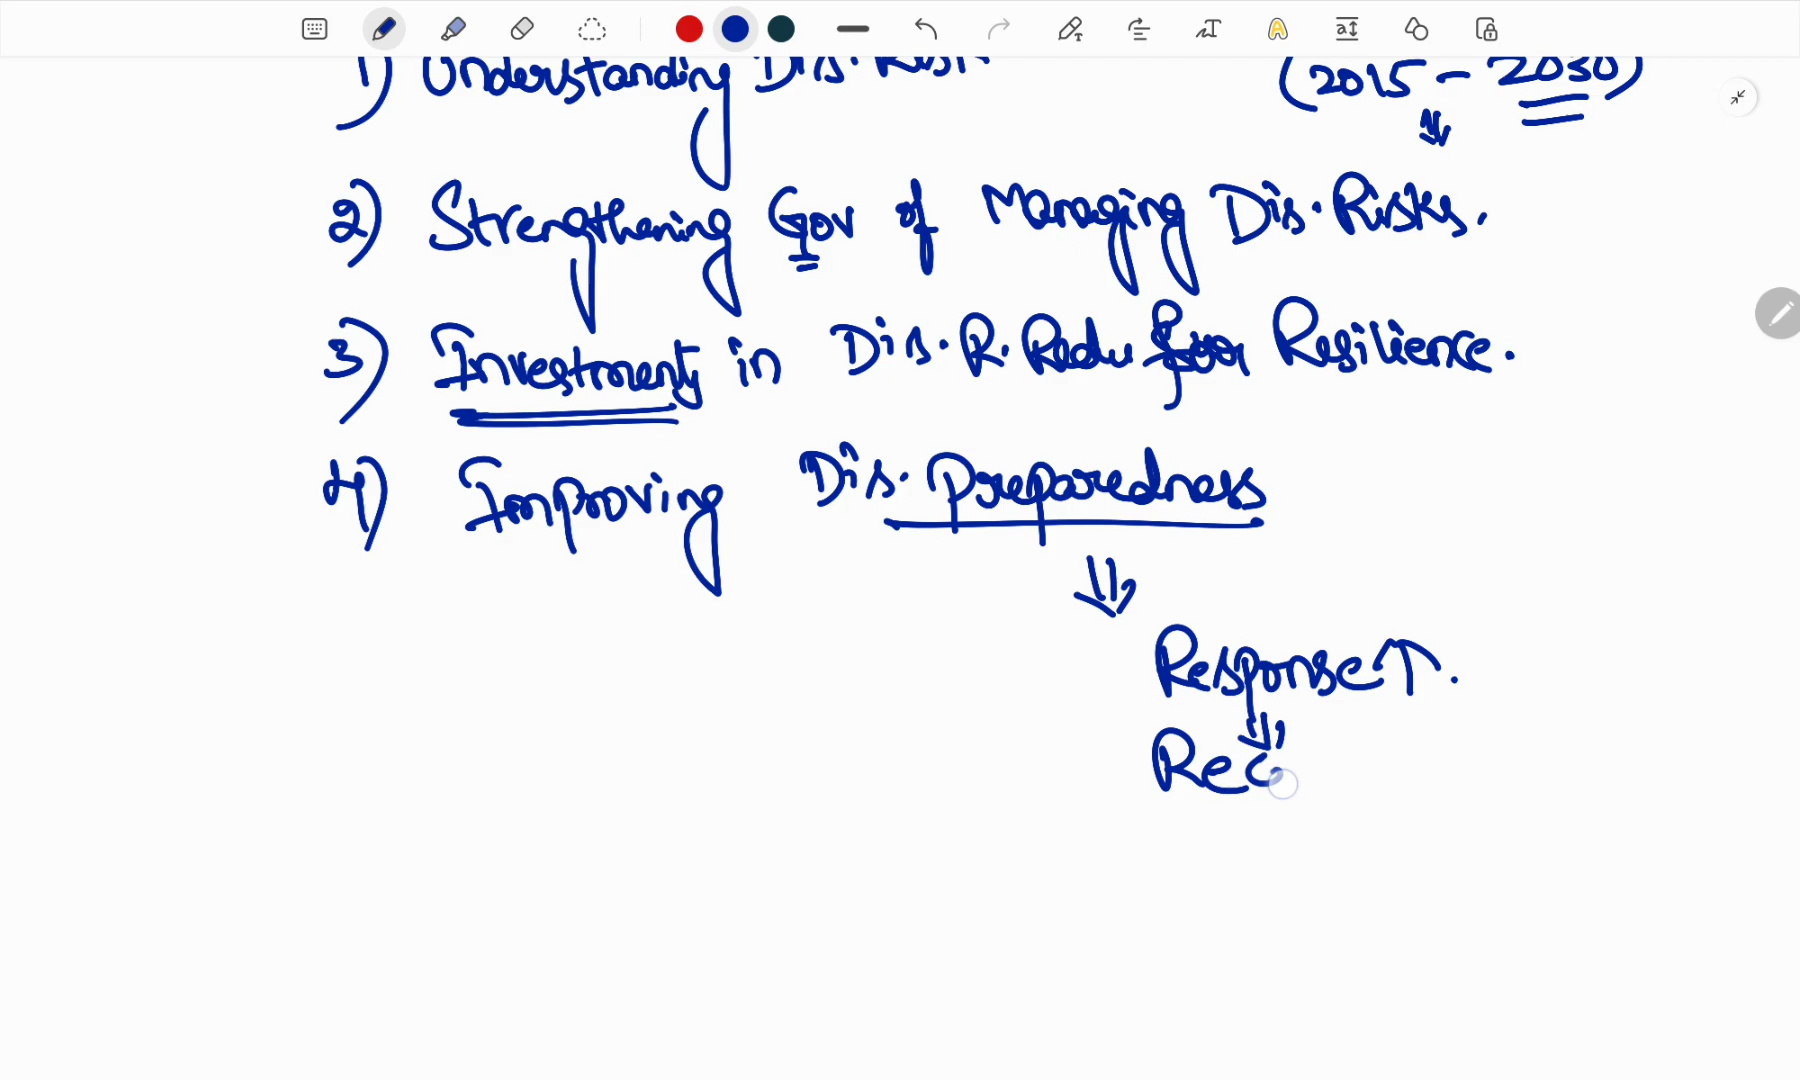 1) Understanding Dis. Risk (2015 - 2030)
2) Strengthening Gov of Managing Dis. Risks.
3) Investment in Dis. R. Redu for Resilience.
4) Improving Dis. Preparedness
Response ↑.
Rec